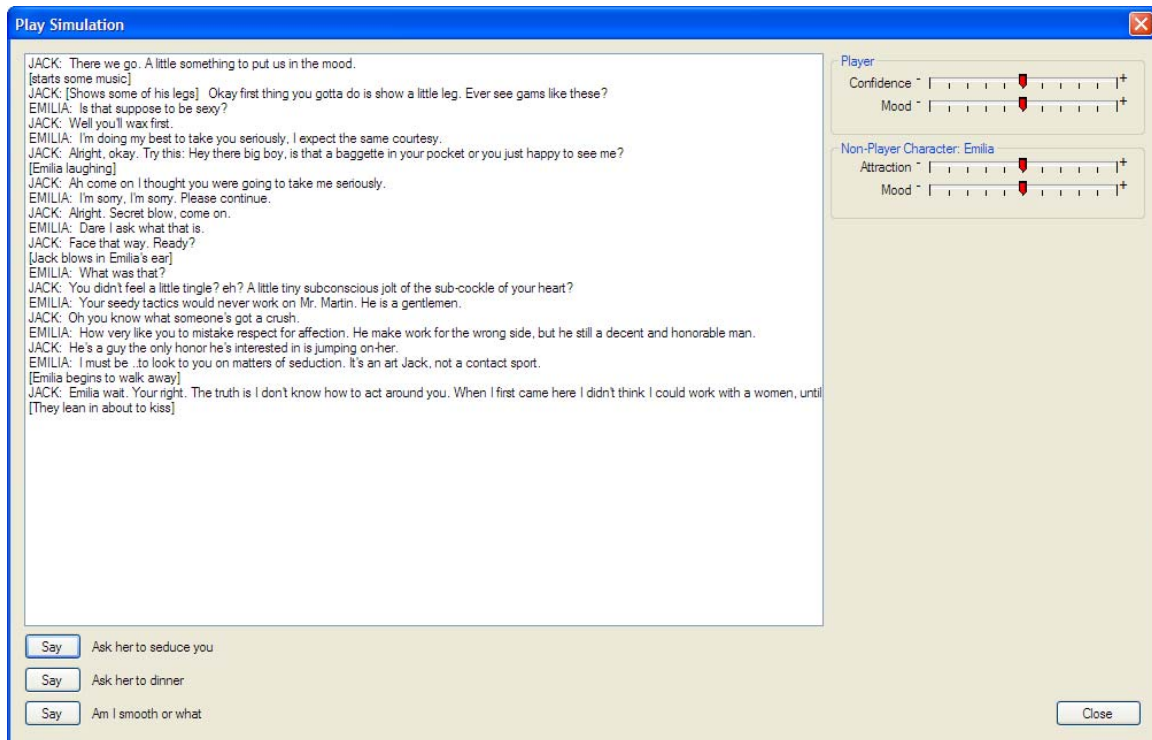 Play Simulation
JACK: There we go. A little something to put us in the mood.
[starts some music]
JACK: [Shows some of his legs] Okay first thing you gotta do is show a little leg. Ever see gams like these?
EMILIA: Is that suppose to be sexy?
JACK: Well you'll wax first.
EMILIA: I'm doing my best to take you seriously, I expect the same courtesy.
JACK: Alright, okay. Try this: Hey there big boy, is that a baggette in your pocket or you just happy to see me?
[Emilia laughing]
JACK: Ah come on I thought you were going to take me seriously.
EMILIA: I'm sorry, I'm sorry. Please continue.
JACK: Alright. Secret blow, come on.
EMILIA: Dare I ask what that is.
JACK: Face that way. Ready?
[Jack blows in Emilia's ear]
EMILIA: What was that?
JACK: You didn't feel a little tingle? eh? A little tiny subconscious jolt of the sub-cockle of your heart?
EMILIA: Your seedy tactics would never work on Mr. Martin. He is a gentlemen.
JACK: Oh you know what someone's got a crush.
EMILIA: How very like you to mistake respect for affection. He make work for the wrong side, but he still a decent and honorable man.
JACK: He's a guy the only honor he's interested in is jumping on-her.
EMILIA: I must be ..to look to you on matters of seduction. It's an art Jack, not a contact sport.
[Emilia begins to walk away]
JACK: Emilia wait. Your right. The truth is I don't know how to act around you. When I first came here I didn't think I could work with a women, until
[They lean in about to kiss]
Player
Confidence - +
Mood - +
Non-Player Character: Emilia
Attraction - +
Mood - +
Say Ask her to seduce you
Say Ask her to dinner
Say Am I smooth or what
Close